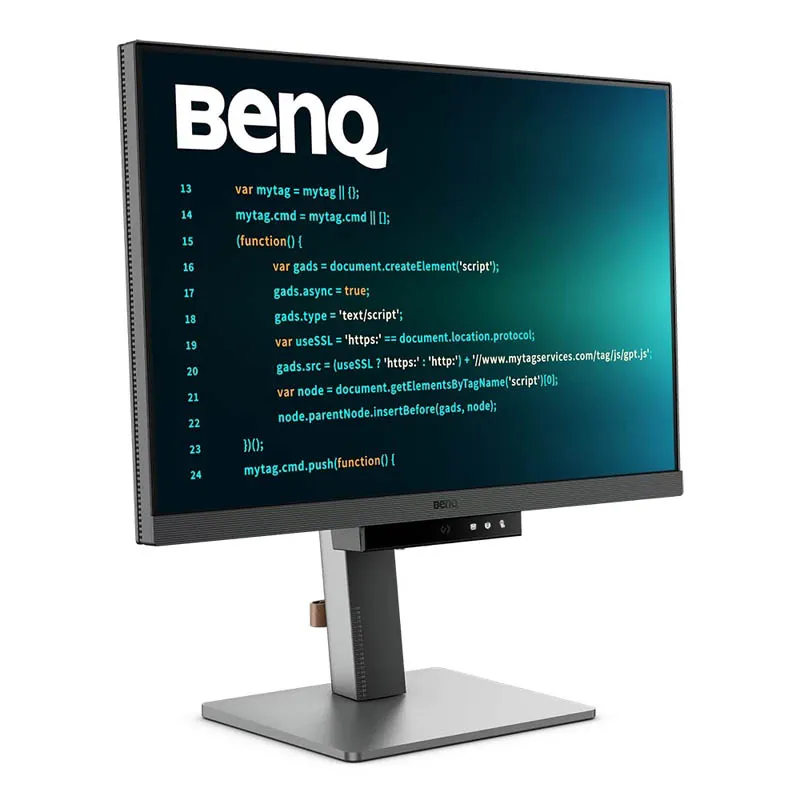 BenQ
13 var mytag = mytag || {};
14 mytag.cmd = mytag.cmd || [];
15 (function() {
16 var gads = document.createElement('script');
17 gads.async = true;
18 gads.type = 'text/script';
19 var useSSL = 'https:' == document.location.protocol;
20 gads.src = (useSSL ? 'https:' : 'http:') + '//www.mytagservices.com/tag/js/gpt.js';
21 var node = document.getElementsByTagName('script')[0];
22 node.parentNode.insertBefore(gads, node);
23 })();
24 mytag.cmd.push(function() {
BenQ